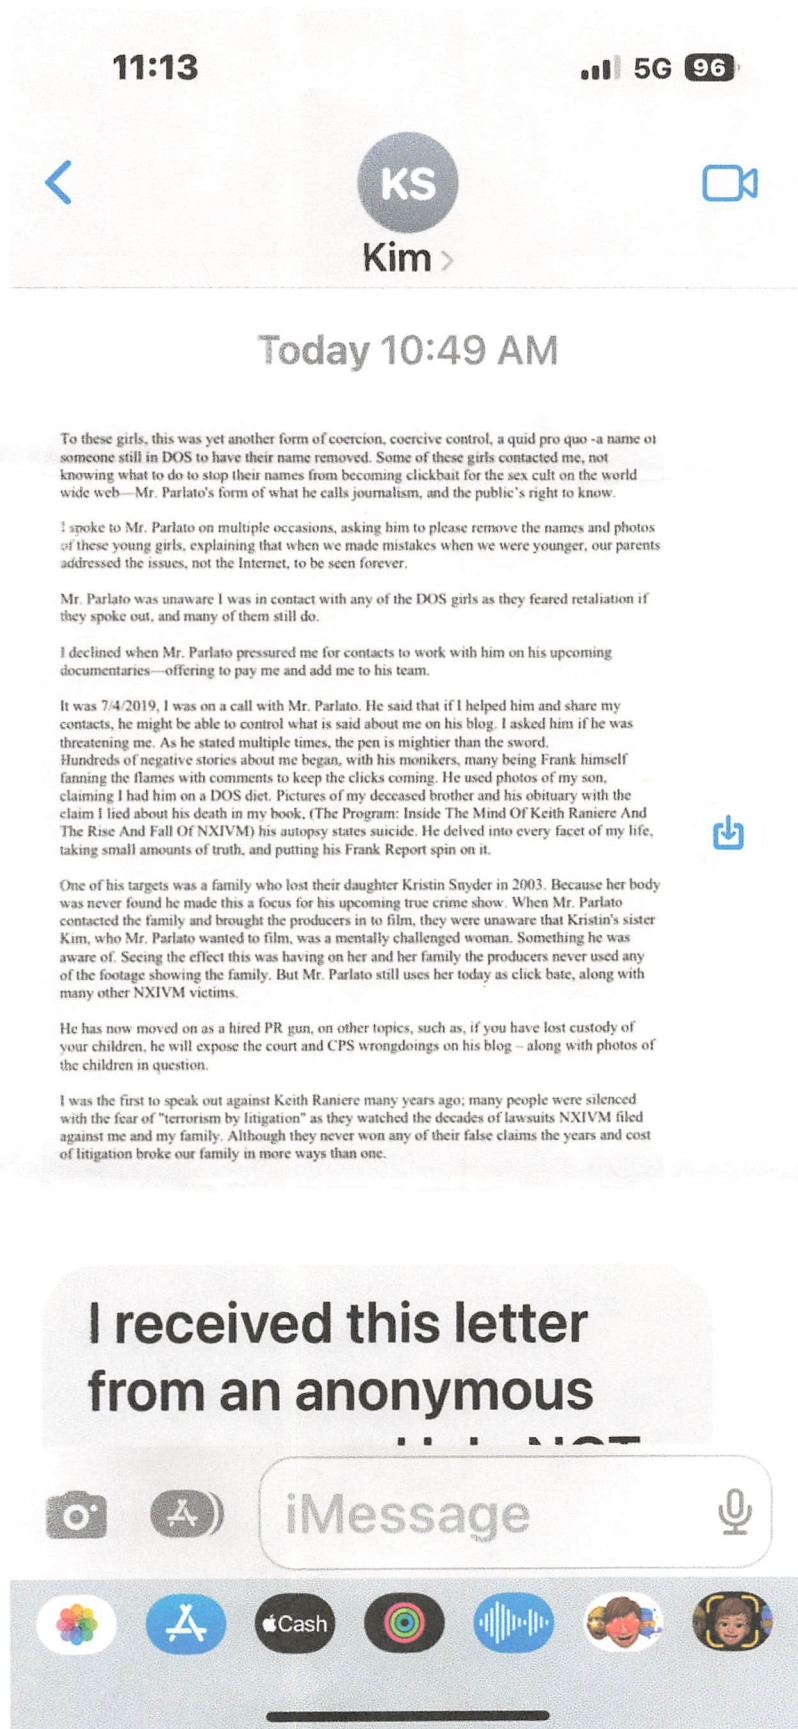 11:13
5G 96
KS
Kim >
Today 10:49 AM
To these girls, this was yet another form of coercion, coercive control, a quid pro quo -a name
someone still in DOS to have their name removed. Some of these girls contacted me, not
knowing what to do to stop their names from becoming clickbait for the sex cult on the world
wide web—Mr. Parlato's form of what he calls journalism, and the public's right to know.
I spoke to Mr. Parlato on multiple occasions, asking him to please remove the names and photos
of these young girls, explaining that when we made mistakes when we were younger, our parents
addressed the issues, not the Internet, to be seen forever.
Mr. Parlato was unaware I was in contact with any of the DOS girls as they feared retaliation if
they spoke out, and many of them still do.
I declined when Mr. Parlato pressured me for contacts to work with him on his upcoming
documentaries—offering to pay me and add me to his team.
It was 7/4/2019, I was on a call with Mr. Parlato. He said that if I helped him and share my
contacts, he might be able to control what is said about me on his blog. I asked him if he was
threatening me. As he stated multiple times, the pen is mightier than the sword.
Hundreds of negative stories about me began, with his monikers, many being Frank himself
fanning the flames with comments to keep the clicks coming. He used photos of my son,
claiming I had him on a DOS diet. Pictures of my deceased brother and his obituary with the
claim I lied about his death in my book, (The Program: Inside The Mind Of Keith Raniere And
The Rise And Fall Of NXIVM) his autopsy states suicide. He delved into every facet of my life,
taking small amounts of truth, and putting his Frank Report spin on it.
One of his targets was a family who lost their daughter Kristin Snyder in 2003. Because her body
was never found he made this a focus for his upcoming true crime show. When Mr. Parlato
contacted the family and brought the producers in to film, they were unaware that Kristin's sister
Kim, who Mr. Parlato wanted to film, was a mentally challenged woman. Something he was
aware of. Seeing the effect this was having on her and her family the producers never used any
of the footage showing the family. But Mr. Parlato still uses her today as click bate, along with
many other NXIVM victims.
He has now moved on as a hired PR gun, on other topics, such as, if you have lost custody of
your children, he will expose the court and CPS wrongdoings on his blog – along with photos of
the children in question.
I was the first to speak out against Keith Raniere many years ago; many people were silenced
with the fear of "terrorism by litigation" as they watched the decades of lawsuits NXIVM filed
against me and my family. Although they never won any of their false claims the years and cost
of litigation broke our family in more ways than one.
I received this letter
from an anonymous
NOT
iMessage
Cash